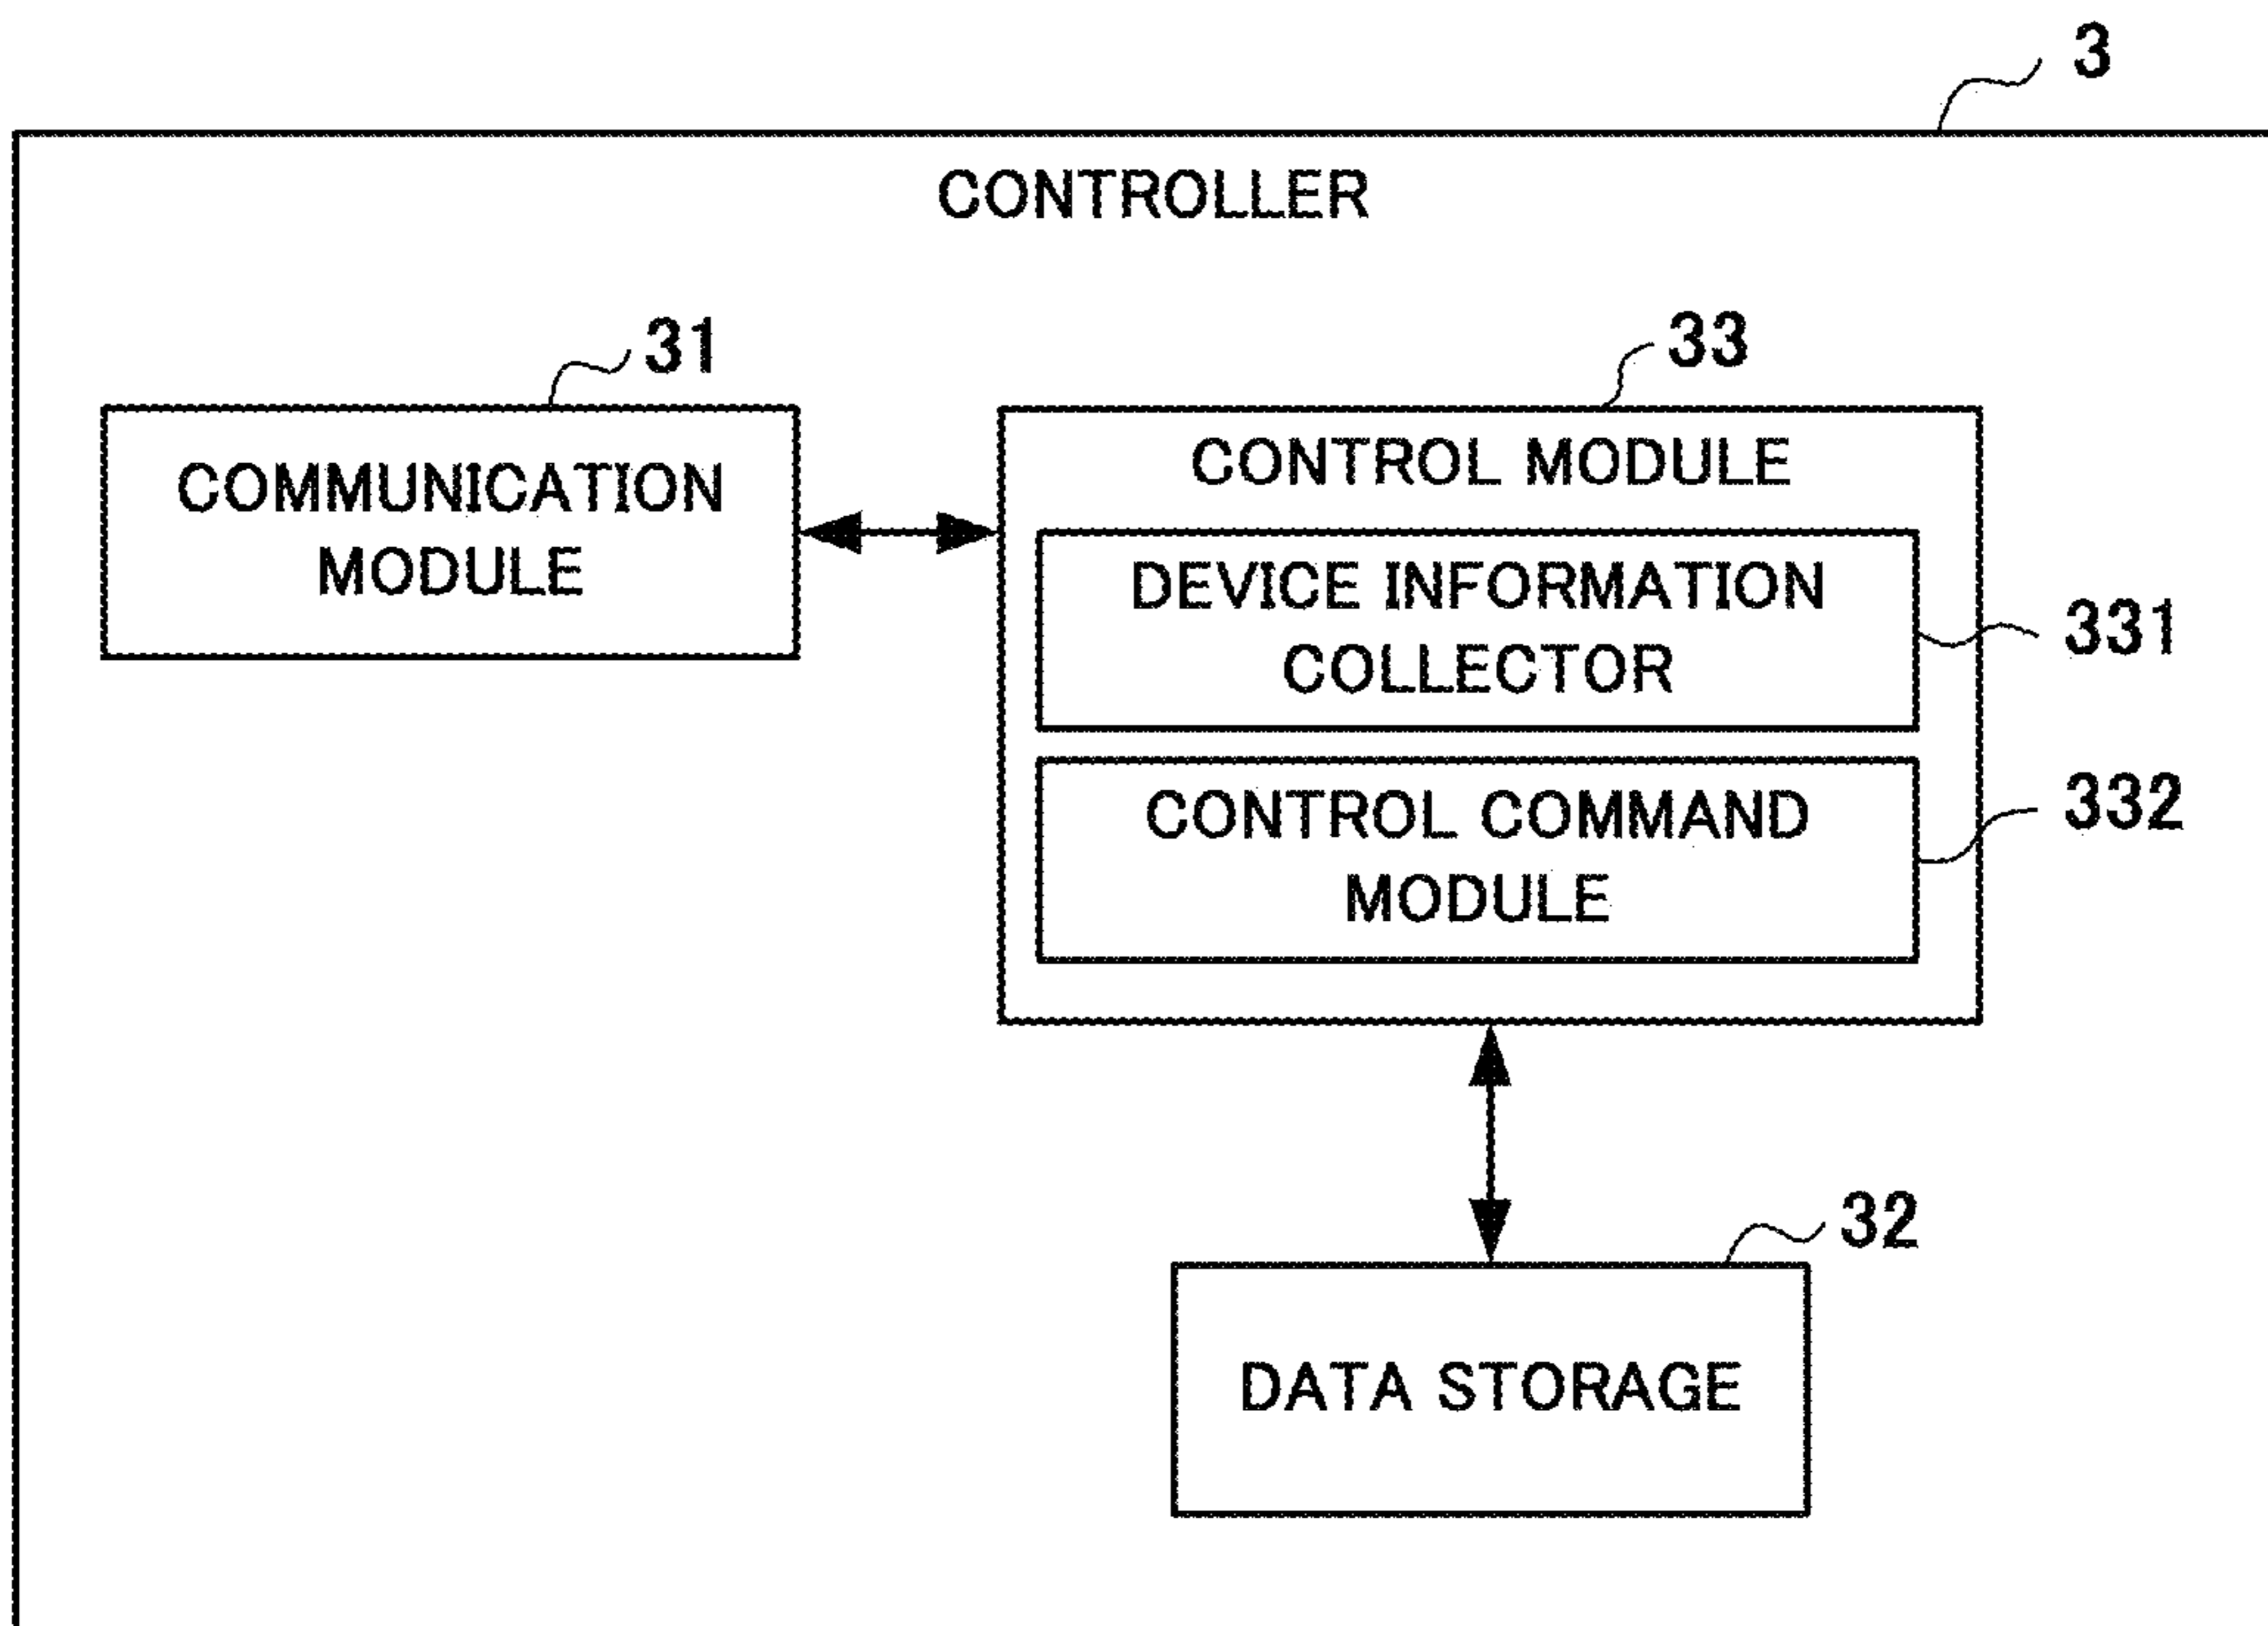 3
CONTROLLER
31
33
COMMUNICATION
MODULE
CONTROL MODULE
DEVICE INFORMATION
COLLECTOR
331
CONTROL COMMAND
MODULE
332
32
DATA STORAGE